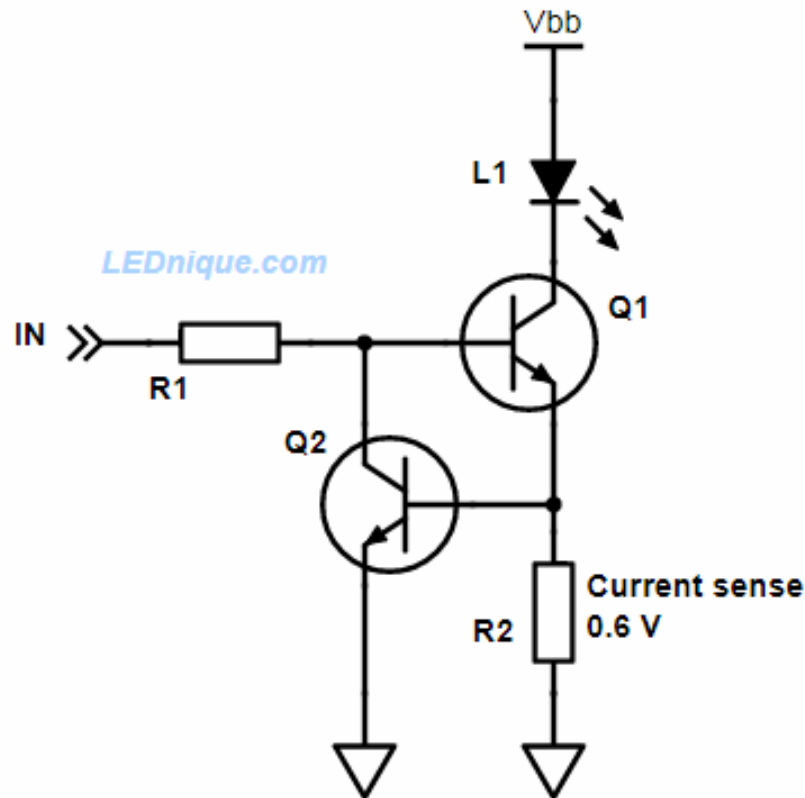 Vbb
L1
LEDnique.com
Q1
IN
R1
Q2
Current sense
0.6 V
R2